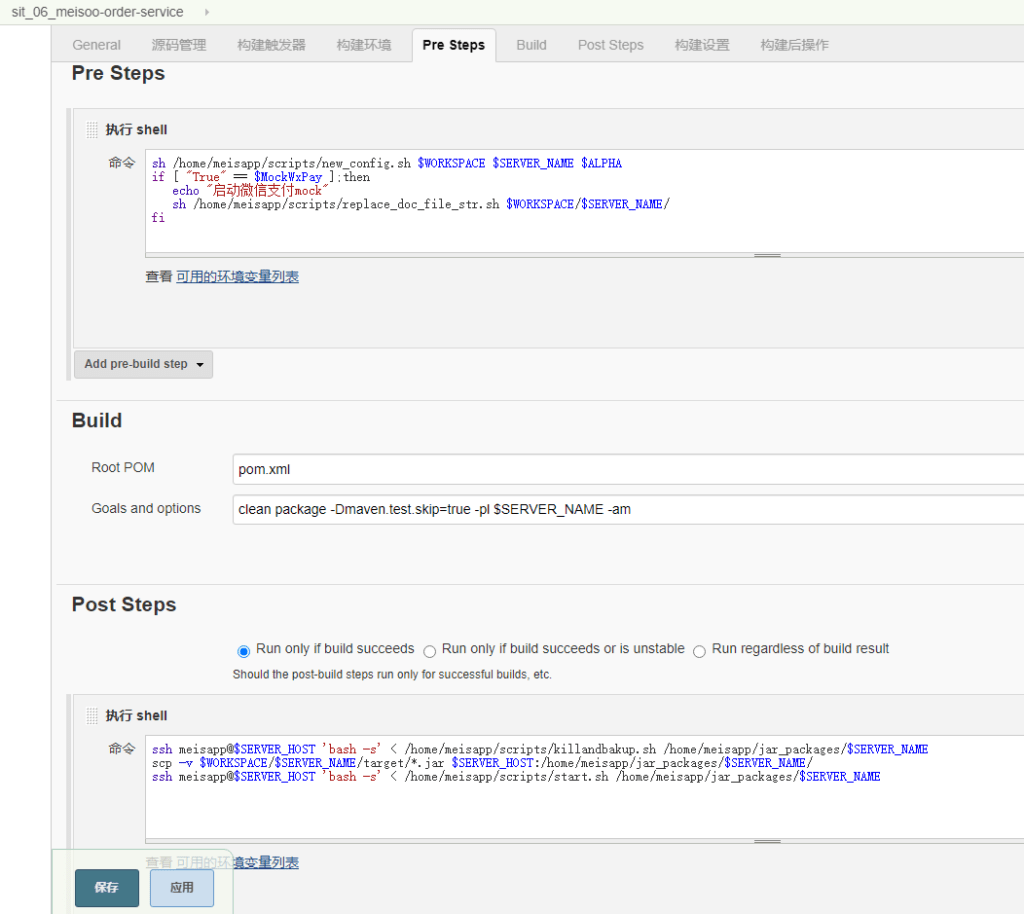 sit_06_meisoo-order-service
General 源码管理 构建触发器 构建环境 Pre Steps Build Post Steps 构建设置 构建后操作
Pre Steps
执行 shell
命令
sh /home/meisapp/scripts/new_config.sh $WORKSPACE $SERVER_NAME $ALPHA
if [ "True" == $MockWxPay ];then
echo "启动微信支付mock"
sh /home/meisapp/scripts/replace_doc_file_str.sh $WORKSPACE/$SERVER_NAME/
fi
查看 可用的环境变量列表
Add pre-build step
Build
Root POM pom.xml
Goals and options clean package -Dmaven.test.skip=true -pl $SERVER_NAME -am
Post Steps
Run only if build succeeds Run only if build succeeds or is unstable Run regardless of build result
Should the post-build steps run only for successful builds, etc.
执行 shell
命令
ssh meisapp@$SERVER_HOST 'bash -s' < /home/meisapp/scripts/killandbakup.sh /home/meisapp/jar_packages/$SERVER_NAME
scp -v $WORKSPACE/$SERVER_NAME/target/*.jar $SERVER_HOST:/home/meisapp/jar_packages/$SERVER_NAME/
ssh meisapp@$SERVER_HOST 'bash -s' < /home/meisapp/scripts/start.sh /home/meisapp/jar_packages/$SERVER_NAME
查看 可用的环境变量列表
保存 应用